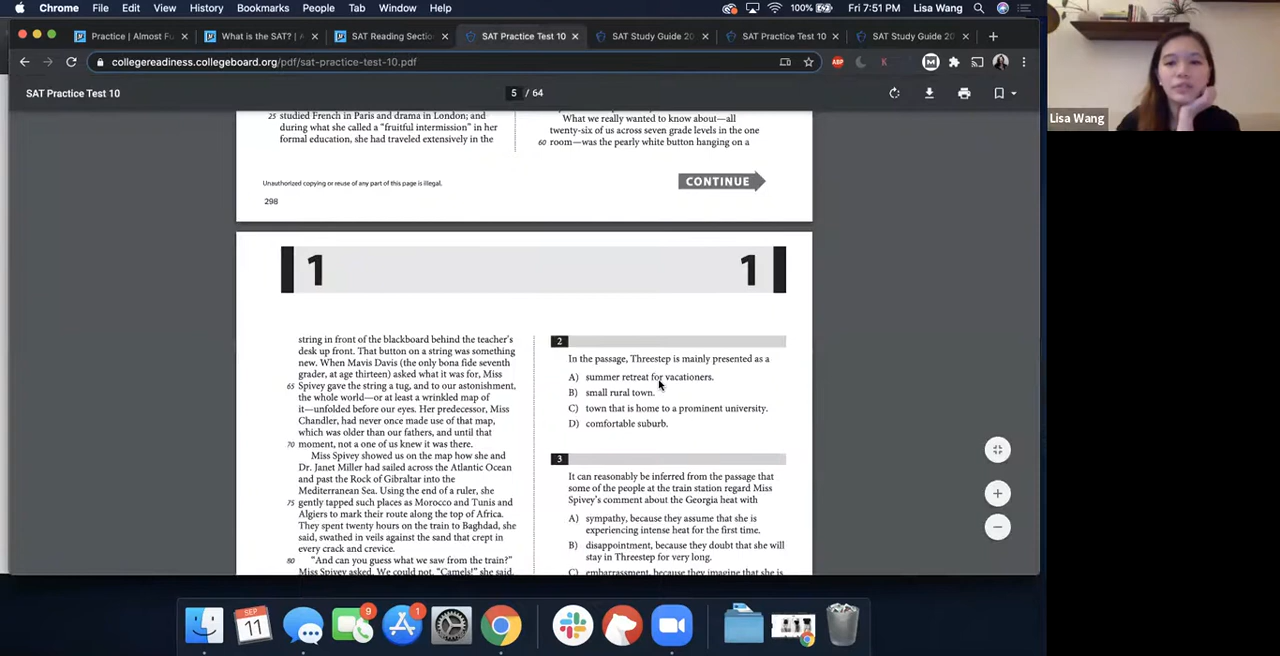 Chrome File Edit View History Bookmarks People Tab Window Help 100% Fri 7:51 PM Lisa Wang
Practice | Almost Fu
What is the SAT? | A
SAT Reading Sectio
SAT Practice Test 10
SAT Study Guide 20
SAT Practice Test 10
SAT Study Guide 20
collegereadiness.collegeboard.org/pdf/sat-practice-test-10.pdf
ABP
K
M
SAT Practice Test 10
5 / 64
25 studied French in Paris and drama in London; and
during what she called a “fruitful intermission” in her
formal education, she had traveled extensively in the
What we really wanted to know about—all
twenty-six of us across seven grade levels in the one
60 room—was the pearly white button hanging on a
Unauthorized copying or reuse of any part of this page is illegal.
CONTINUE
298
1
1
string in front of the blackboard behind the teacher’s
desk up front. That button on a string was something
new. When Mavis Davis (the only bona fide seventh
grader, at age thirteen) asked what it was for, Miss
65 Spivey gave the string a tug, and to our astonishment,
the whole world—or at least a wrinkled map of
it—unfolded before our eyes. Her predecessor, Miss
Chandler, had never once made use of that map,
which was older than our fathers, and until that
70 moment, not a one of us knew it was there.
Miss Spivey showed us on the map how she and
Dr. Janet Miller had sailed across the Atlantic Ocean
and past the Rock of Gibraltar into the
Mediterranean Sea. Using the end of a ruler, she
75 gently tapped such places as Morocco and Tunis and
Algiers to mark their route along the top of Africa.
They spent twenty hours on the train to Baghdad, she
said, swathed in veils against the sand that crept in
every crack and crevice.
80 “And can you guess what we saw from the train?”
Miss Spivey asked. We could not. “Camels!” she said.
2
In the passage, Threestep is mainly presented as a
A) summer retreat for vacationers.
B) small rural town.
C) town that is home to a prominent university.
D) comfortable suburb.
3
It can reasonably be inferred from the passage that
some of the people at the train station regard Miss
Spivey’s comment about the Georgia heat with
A) sympathy, because they assume that she is
experiencing intense heat for the first time.
B) disappointment, because they doubt that she will
stay in Threestep for very long.
C) embarrassment, because they imagine that she is
Lisa Wang
SEP
11
9
1